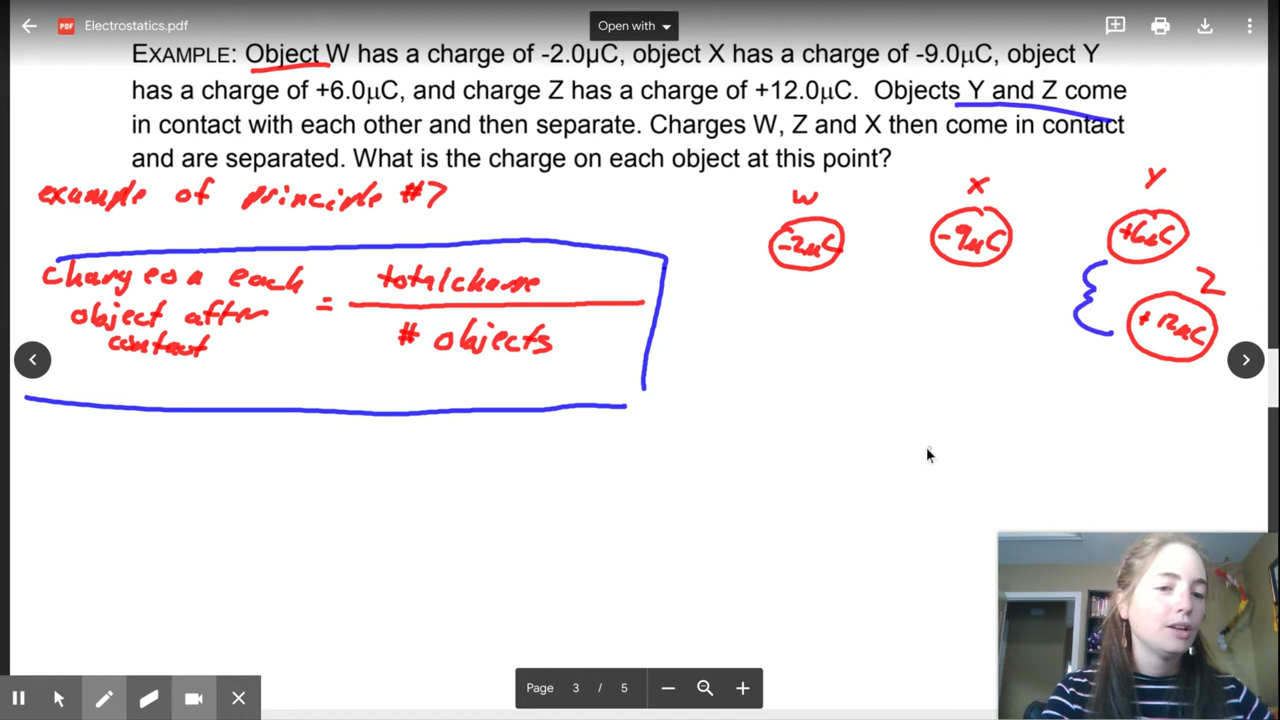 Electrostatics.pdf
Open with
EXAMPLE: Object W has a charge of -2.0μC, object X has a charge of -9.0μC, object Y
has a charge of +6.0μC, and charge Z has a charge of +12.0μC. Objects Y and Z come
in contact with each other and then separate. Charges W, Z and X then come in contact
and are separated. What is the charge on each object at this point?
example of principle #7
W
X
Y
-2μC
-9μC
+6μC
Z
+12μC
charge on each
object after
contact
=
total charge
# objects
Page 3 / 5